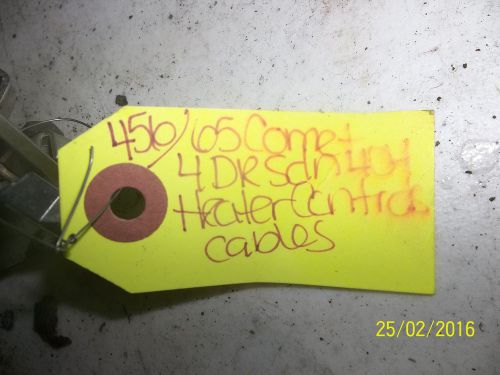 456/65 Comet
4 DR Sdn 404
Heater Control
cables
25/02/2016